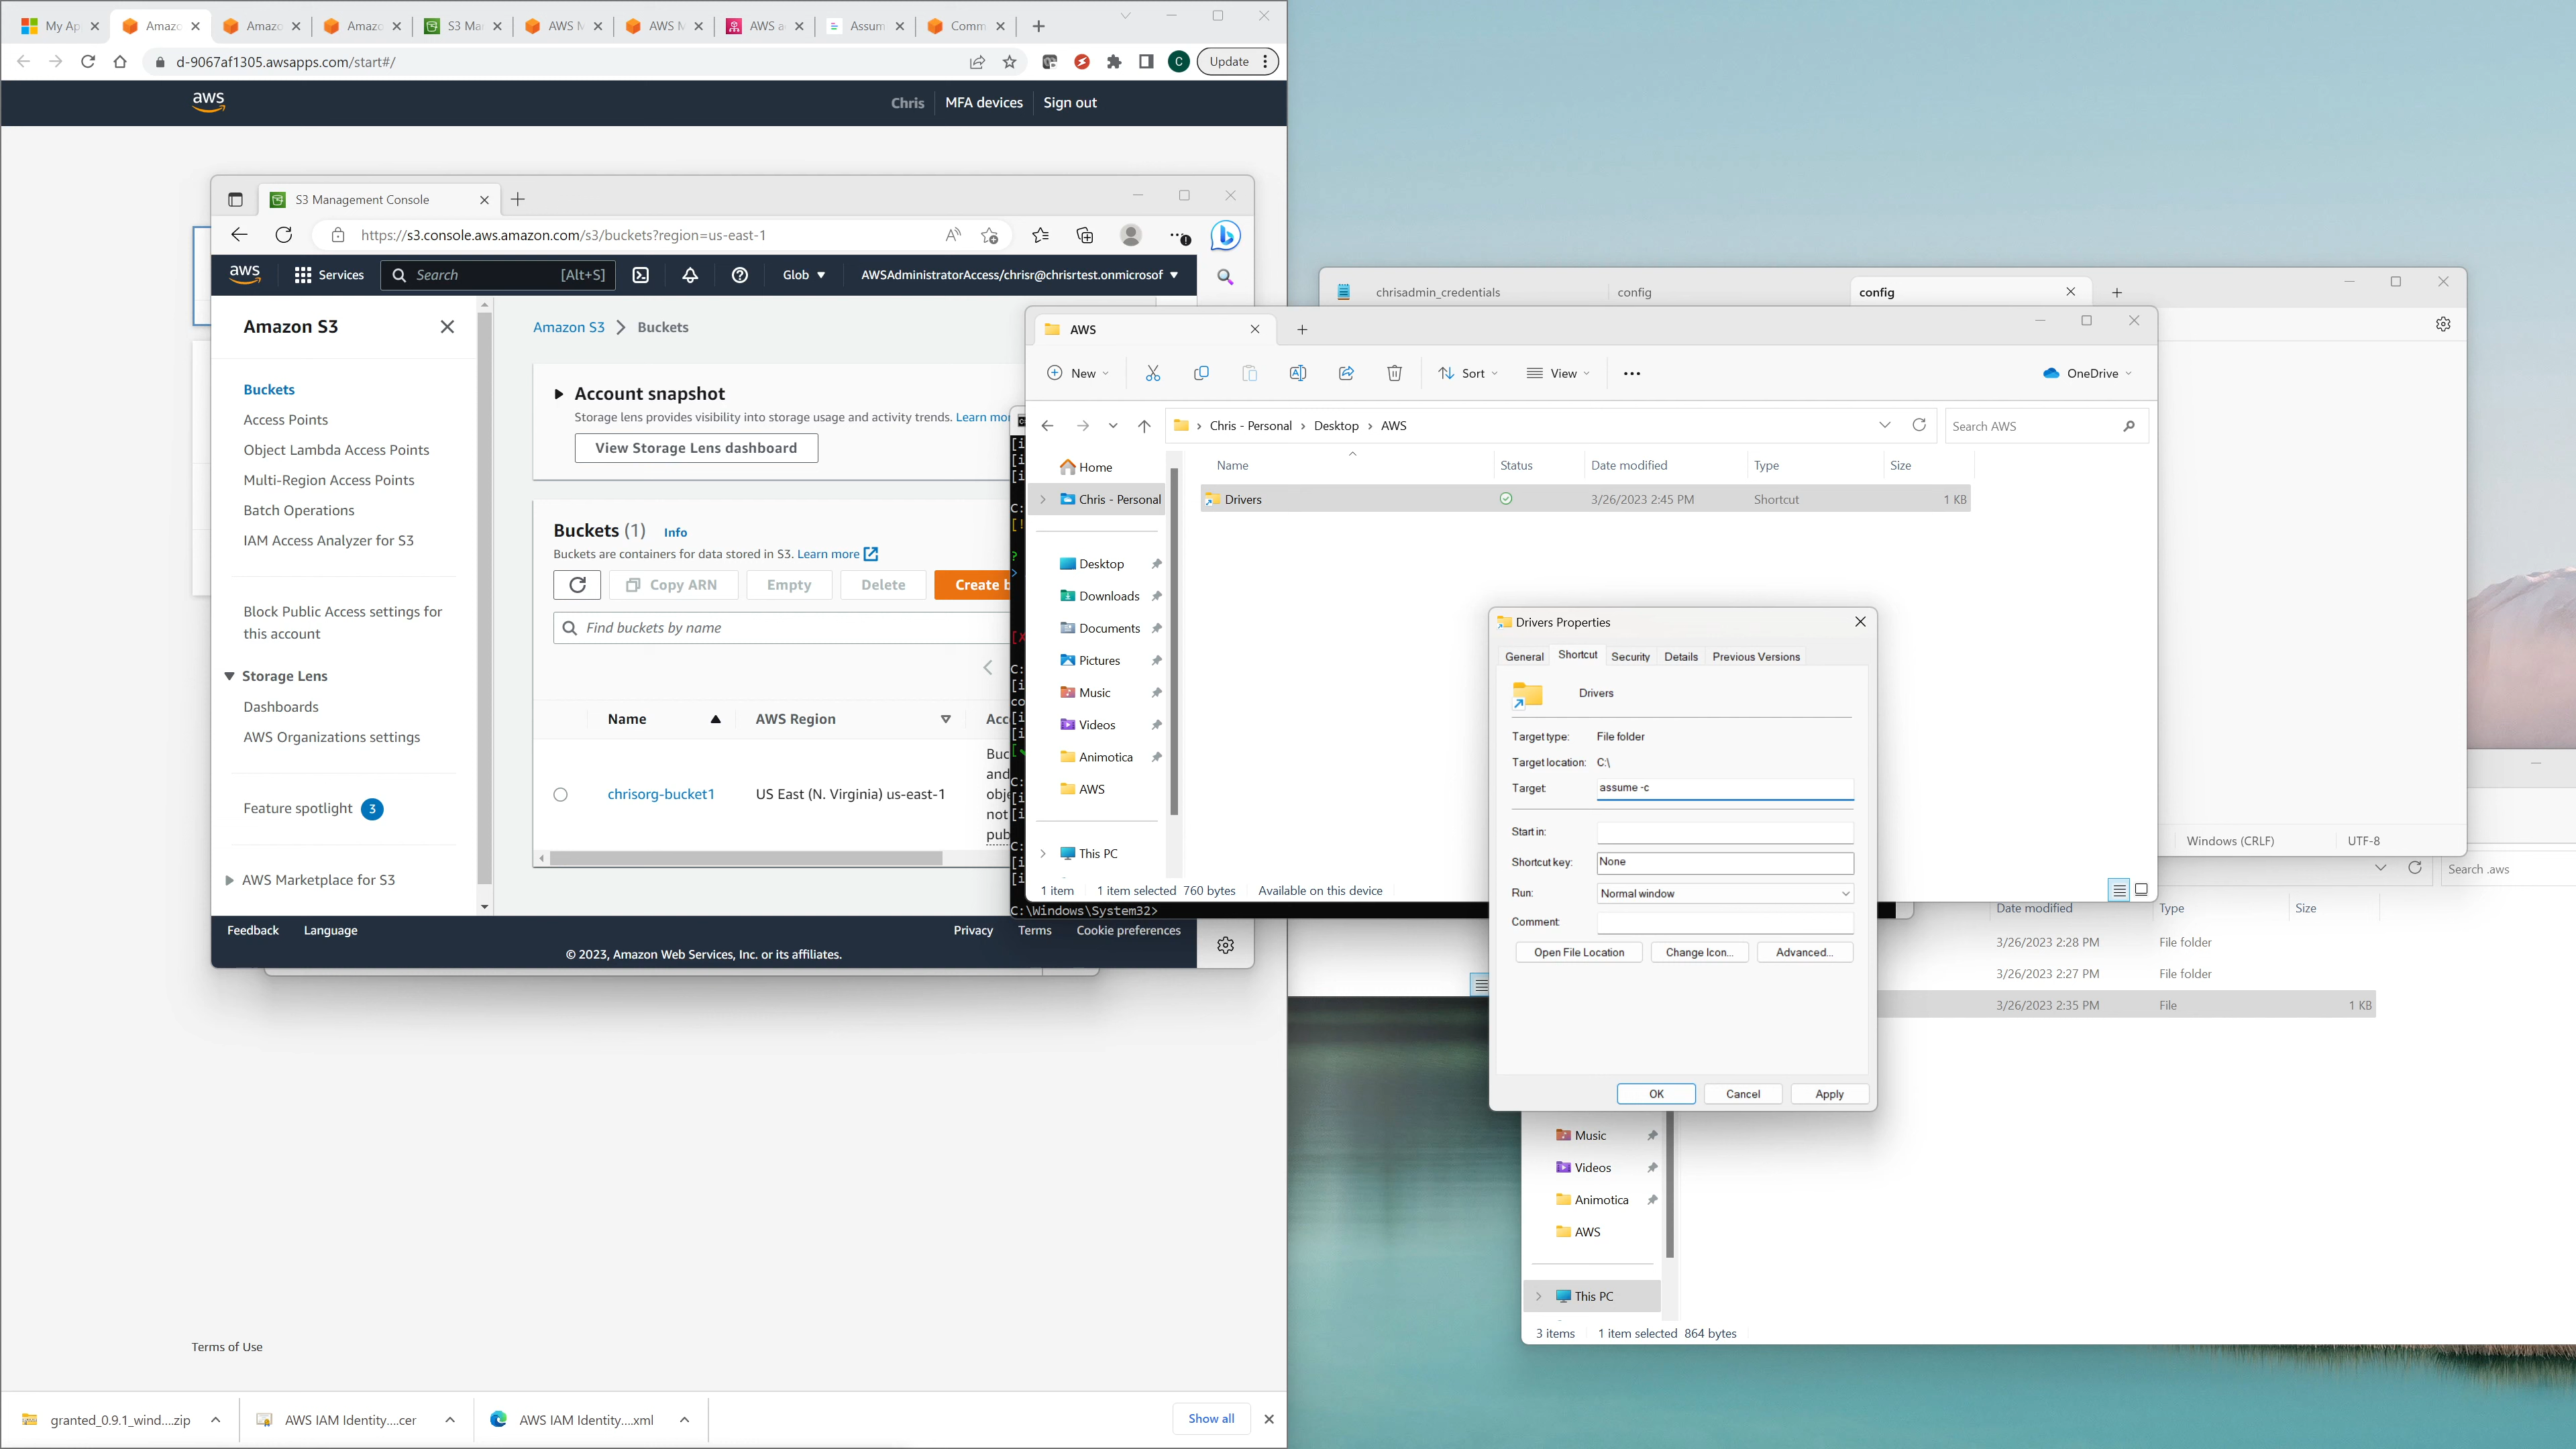 My Ap
Amazo
Amazo
Amazo
S3 Mar
AWS M
AWS M
AWS a
Assum
Comm
d-9067af1305.awsapps.com/start#/
C
Update
aws
Chris
MFA devices
Sign out
S3 Management Console
https://s3.console.aws.amazon.com/s3/buckets?region=us-east-1
aws
Services
Search
[Alt+S]
Glob
AWSAdministratorAccess/chrisr@chrisrtest.onmicrosof
Amazon S3
Buckets
Access Points
Object Lambda Access Points
Multi-Region Access Points
Batch Operations
IAM Access Analyzer for S3
Block Public Access settings for
this account
Storage Lens
Dashboards
AWS Organizations settings
Feature spotlight 3
AWS Marketplace for S3
Amazon S3 > Buckets
Account snapshot
Storage lens provides visibility into storage usage and activity trends. Learn mo
View Storage Lens dashboard
Buckets (1) Info
Buckets are containers for data stored in S3. Learn more
Copy ARN
Empty
Delete
Create b
Find buckets by name
Name
AWS Region
Acc
chrisorg-bucket1
US East (N. Virginia) us-east-1
Buc
and
obje
not
pub
Feedback
Language
Privacy
Terms
Cookie preferences
© 2023, Amazon Web Services, Inc. or its affiliates.
C:\Windows\System32>
chrisadmin_credentials
config
config
Windows (CRLF)
UTF-8
AWS
New
Sort
View
OneDrive
Chris - Personal > Desktop > AWS
Search AWS
Home
Chris - Personal
Desktop
Downloads
Documents
Pictures
Music
Videos
Animotica
AWS
This PC
Name
Status
Date modified
Type
Size
Drivers
3/26/2023 2:45 PM
Shortcut
1 KB
1 item
1 item selected 760 bytes
Available on this device
Drivers Properties
General
Shortcut
Security
Details
Previous Versions
Drivers
Target type: File folder
Target location: C:\
Target: assume -c
Start in:
Shortcut key: None
Run: Normal window
Comment:
Open File Location
Change Icon...
Advanced...
OK
Cancel
Apply
Search .aws
Date modified
Type
Size
3/26/2023 2:28 PM
File folder
3/26/2023 2:27 PM
File folder
3/26/2023 2:35 PM
File
1 KB
Music
Videos
Animotica
AWS
This PC
3 items
1 item selected 864 bytes
Terms of Use
granted_0.9.1_wind....zip
AWS IAM Identity....cer
AWS IAM Identity....xml
Show all